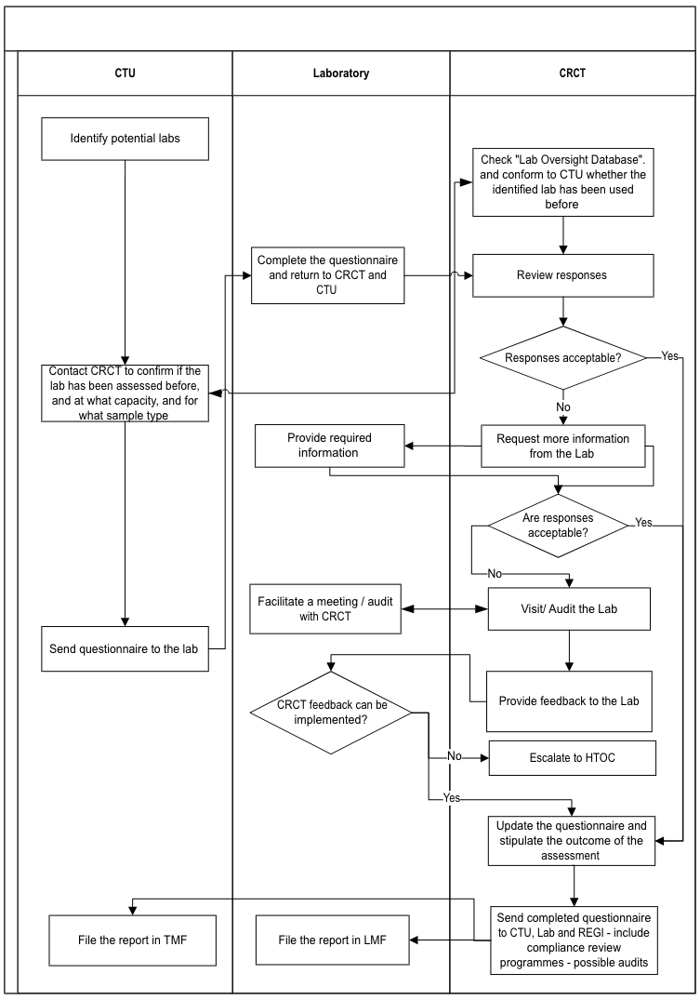 CTU
Laboratory
CRCT
Identify potential labs
Check "Lab Oversight Database".
and conform to CTU whether the
identified lab has been used
before
Complete the questionnaire
and return to CRCT and
CTU
Review responses
Responses acceptable?
Yes
Contact CRCT to confirm if the
lab has been assessed before,
and at what capacity, and for
what sample type
No
Provide required
information
Request more information
from the Lab
Are responses
acceptable?
Yes
No
Facilitate a meeting / audit
with CRCT
Visit/ Audit the Lab
Send questionnaire to the lab
CRCT feedback can be
implemented?
Provide feedback to the Lab
No
Escalate to HTOC
Yes
Update the questionnaire and
stipulate the outcome of the
assessment
File the report in TMF
File the report in LMF
Send completed questionnaire
to CTU, Lab and REGI - include
compliance review
programmes - possible audits